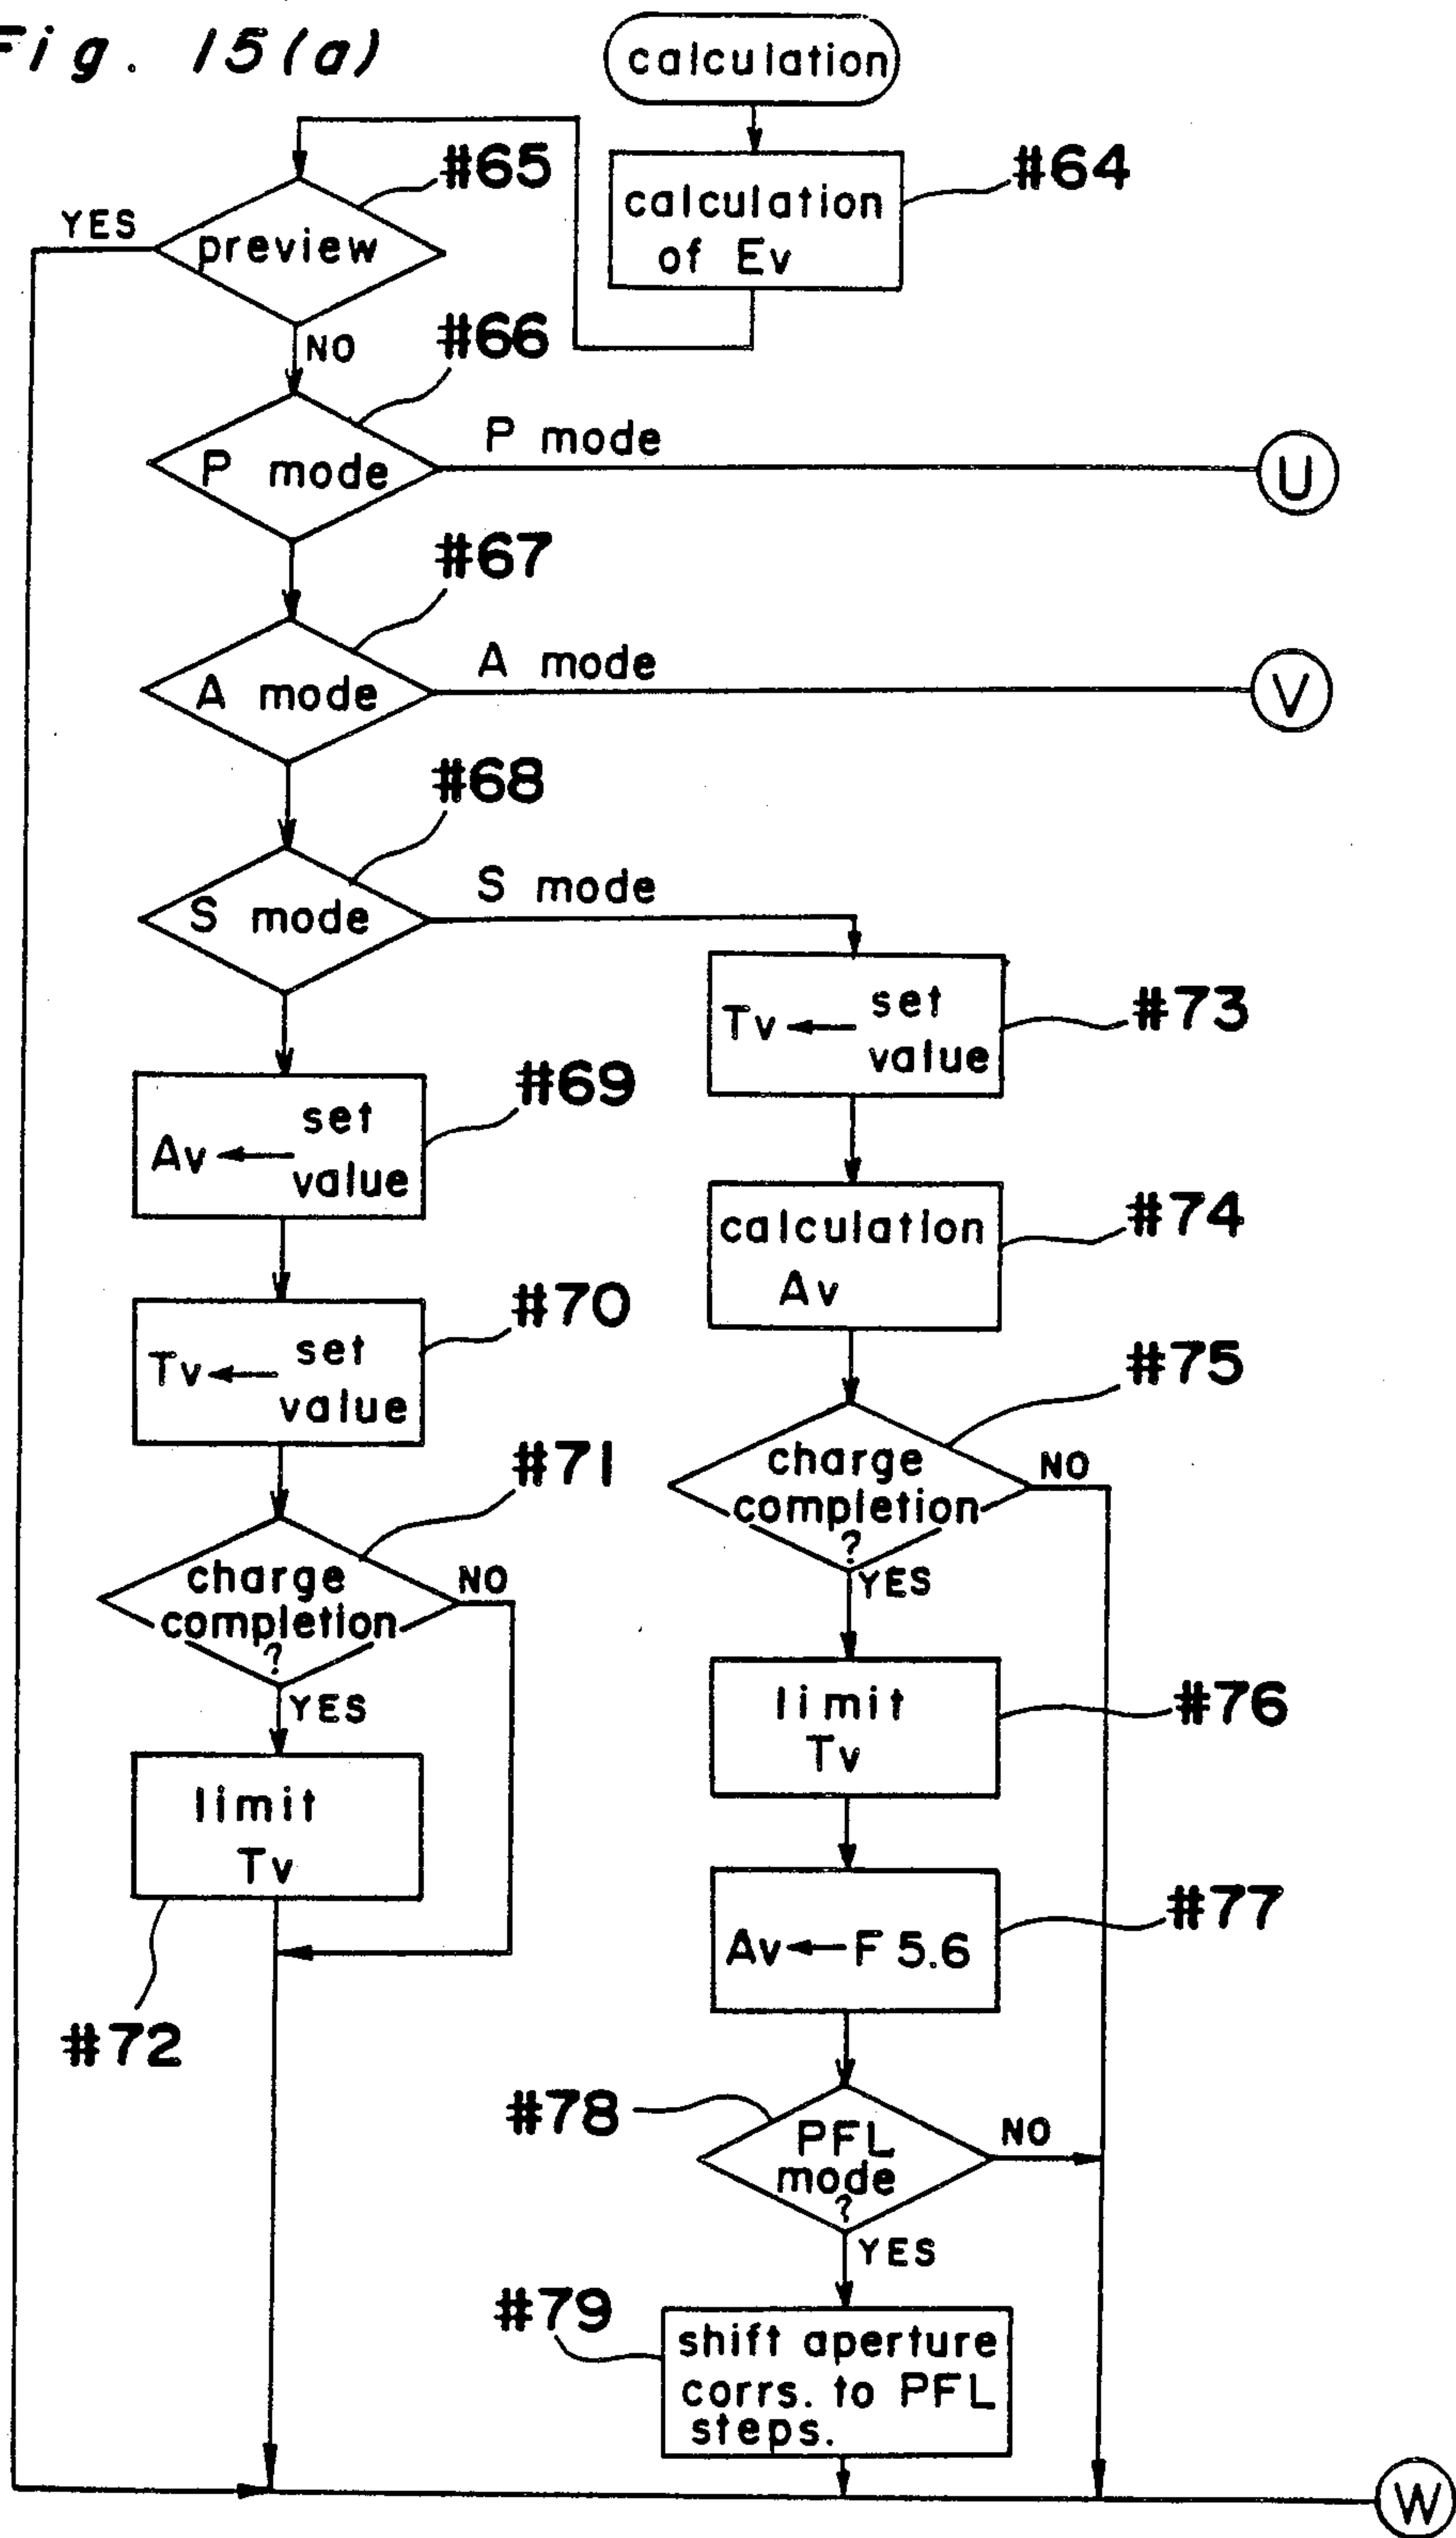 Fig. 15(a)
calculation
#64
calculation
of Ev
#65
YES
preview
NO
#66
P mode
P mode
U
#67
A mode
A mode
V
#68
S mode
S mode
#73
Tv ← set
value
#69
Av ← set
value
#74
calculation
Av
#70
Tv ← set
value
#75
charge
completion
?
NO
YES
#71
charge
completion
?
NO
YES
#76
limit
Tv
limit
Tv
#72
#77
Av ← F 5.6
#78
PFL
mode
?
NO
YES
#79
shift aperture
corrs. to PFL
steps.
W